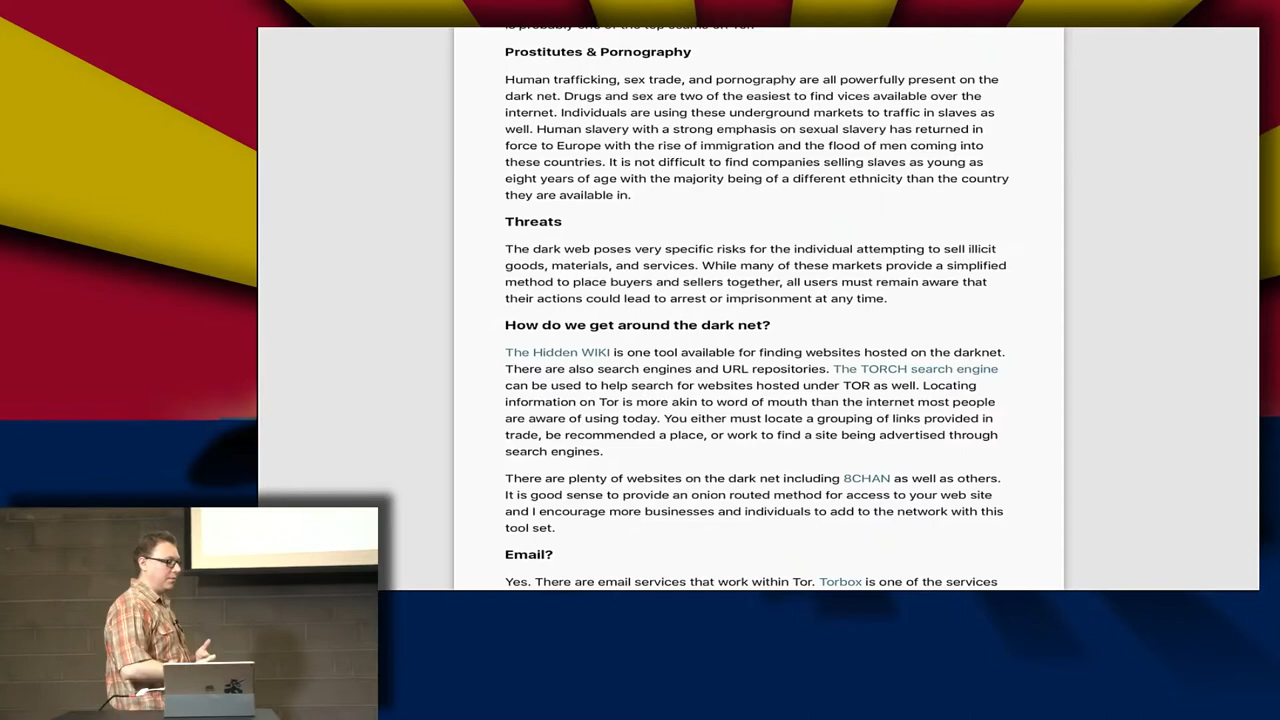 Prostitutes & Pornography
Human trafficking, sex trade, and pornography are all powerfully present on the
dark net. Drugs and sex are two of the easiest to find vices available over the
internet. Individuals are using these underground markets to traffic in slaves as
well. Human slavery with a strong emphasis on sexual slavery has returned in
force to Europe with the rise of immigration and the flood of men coming into
these countries. It is not difficult to find companies selling slaves as young as
eight years of age with the majority being of a different ethnicity than the country
they are available in.
Threats
The dark web poses very specific risks for the individual attempting to sell illicit
goods, materials, and services. While many of these markets provide a simplified
method to place buyers and sellers together, all users must remain aware that
their actions could lead to arrest or imprisonment at any time.
How do we get around the dark net?
The Hidden WIKI is one tool available for finding websites hosted on the darknet.
There are also search engines and URL repositories. The TORCH search engine
can be used to help search for websites hosted under TOR as well. Locating
information on Tor is more akin to word of mouth than the internet most people
are aware of using today. You either must locate a grouping of links provided in
trade, be recommended a place, or work to find a site being advertised through
search engines.
There are plenty of websites on the dark net including 8CHAN as well as others.
It is good sense to provide an onion routed method for access to your web site
and I encourage more businesses and individuals to add to the network with this
tool set.
Email?
Yes. There are email services that work within Tor. Torbox is one of the services